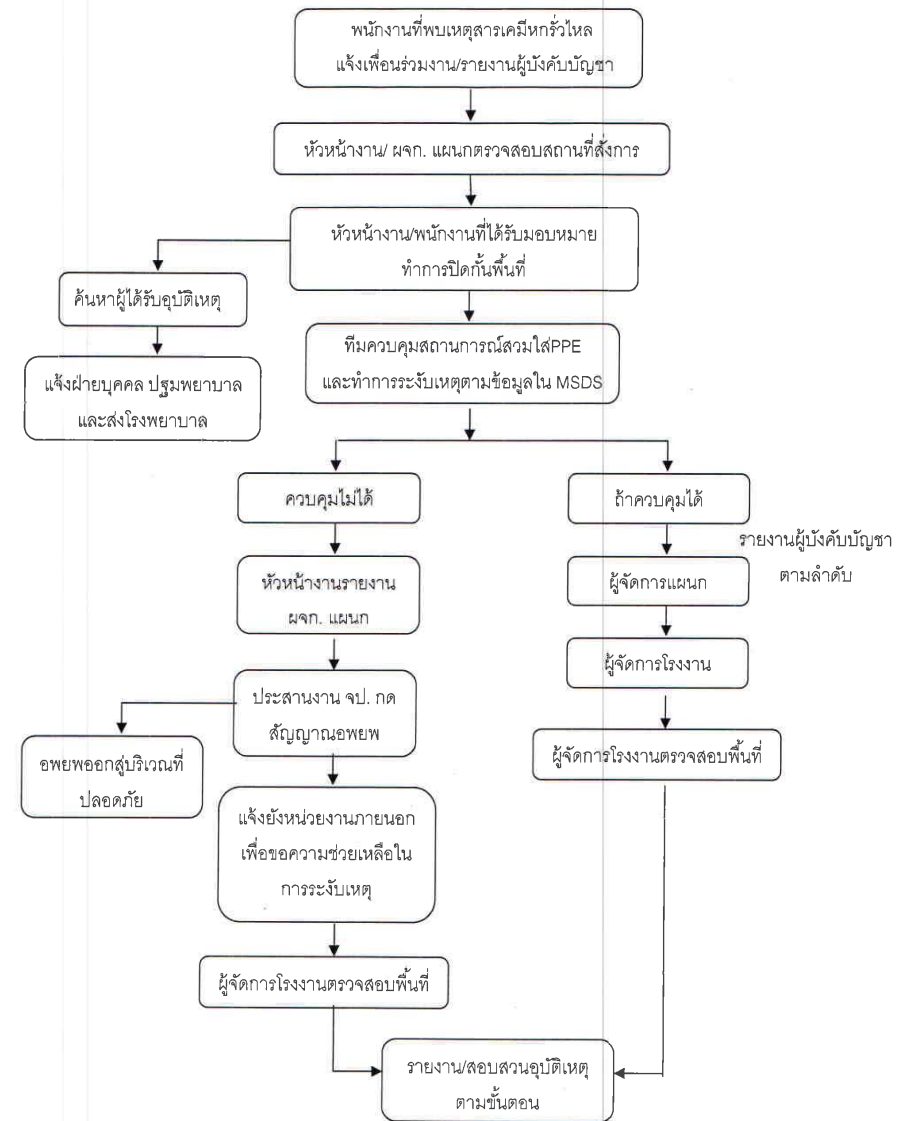 พนักงานที่พบเหตุสารเคมีหกรั่วไหล
แจ้งเพื่อนร่วมงาน/รายงานผู้บังคับบัญชา
หัวหน้างาน/ ผจก. แผนกตรวจสอบสถานที่สั่งการ
หัวหน้างาน/พนักงานที่ได้รับมอบหมาย
ทำการปิดกั้นพื้นที่
ค้นหาผู้ได้รับอุบัติเหตุ
แจ้งฝ่ายบุคคล ปฐมพยาบาล
และส่งโรงพยาบาล
ทีมควบคุมสถานการณ์สวมใส่PPE
และทำการระงับเหตุตามข้อมูลใน MSDS
ควบคุมไม่ได้
หัวหน้างานรายงาน
ผจก. แผนก
ประสานงาน จป. กด
สัญญาณอพยพ
อพยพออกสู่บริเวณที่
ปลอดภัย
แจ้งยังหน่วยงานภายนอก
เพื่อขอความช่วยเหลือใน
การระงับเหตุ
ผู้จัดการโรงงานตรวจสอบพื้นที่
ถ้าควบคุมได้
รายงานผู้บังคับบัญชา
ตามลำดับ
ผู้จัดการแผนก
ผู้จัดการโรงงาน
ผู้จัดการโรงงานตรวจสอบพื้นที่
รายงาน/สอบสวนอุบัติเหตุ
ตามขั้นตอน